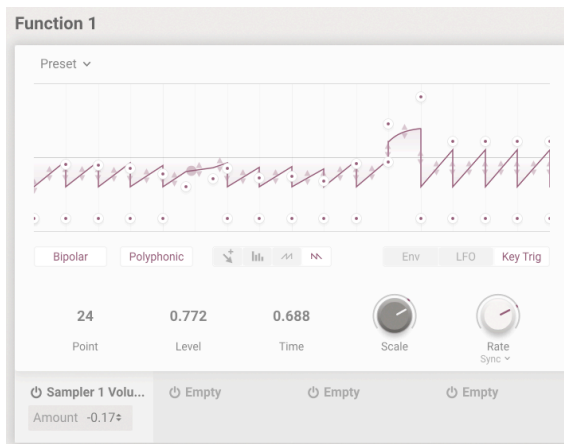 Function 1
Preset
Bipolar
Polyphonic
Env
LFO
Key Trig
24
0.772
0.688
Point
Level
Time
Scale
Rate
Sync
Sampler 1 Volu...
Empty
Empty
Empty
Amount -0.17